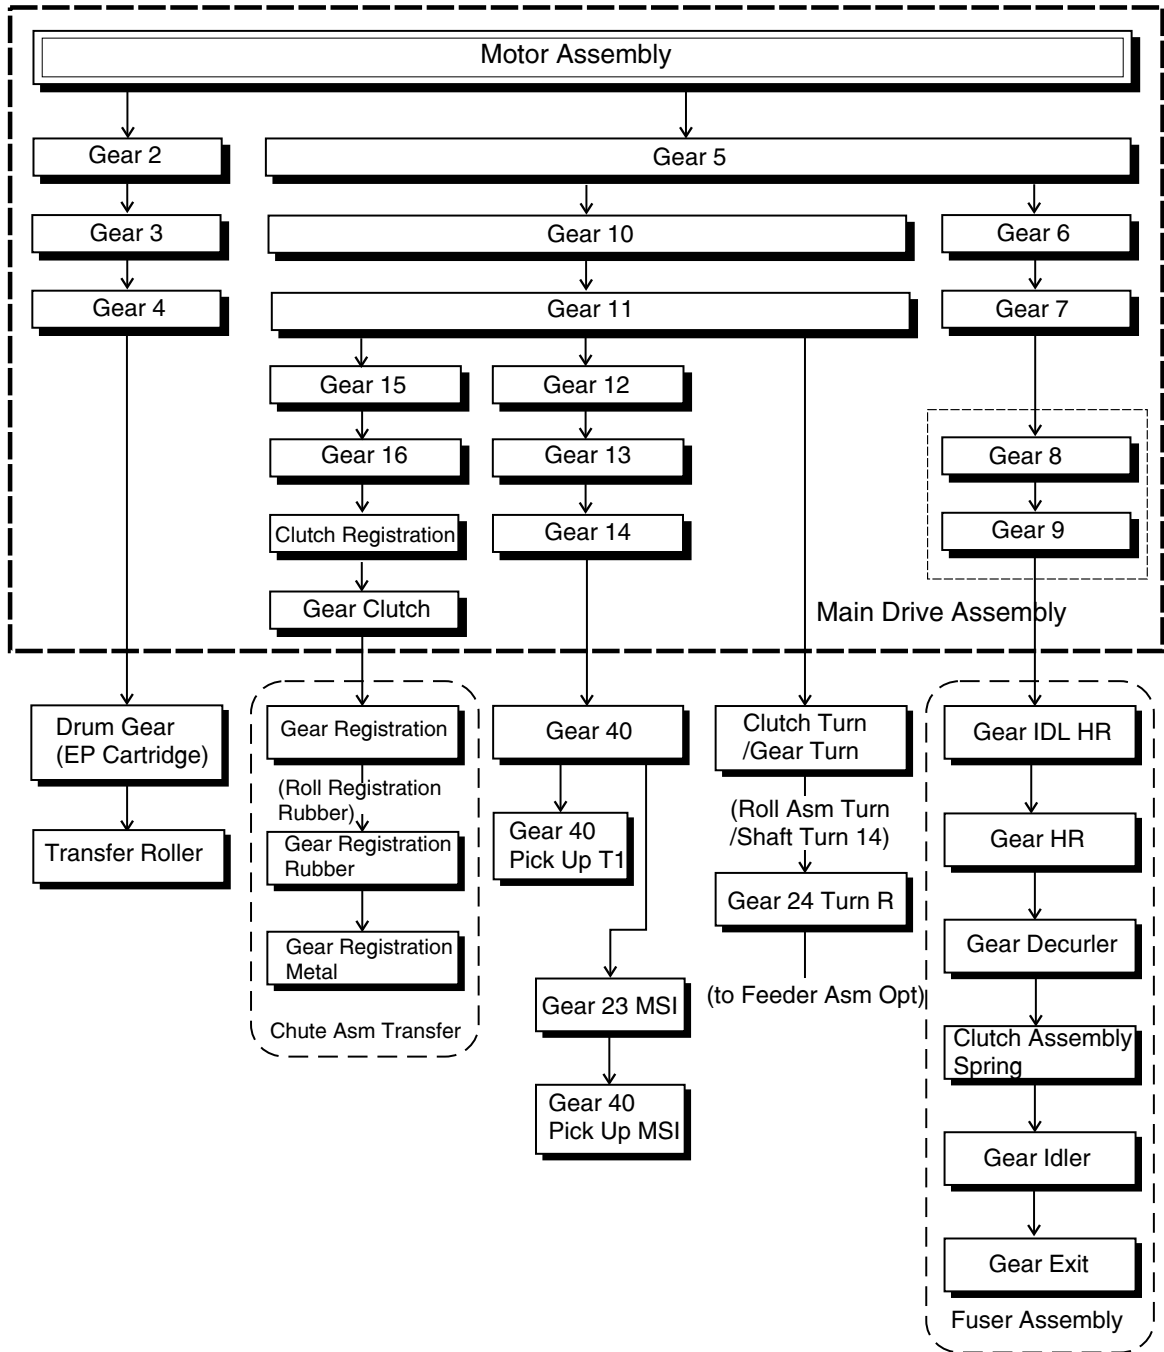 Motor Assembly
Gear 2
Gear 5
Gear 3
Gear 10
Gear 6
Gear 4
Gear 11
Gear 7
Gear 15
Gear 12
Gear 16
Gear 13
Gear 8
Clutch Registration
Gear 14
Gear 9
Gear Clutch
Main Drive Assembly
Drum Gear
(EP Cartridge)
Transfer Roller
Gear Registration
(Roll Registration
Rubber)
Gear Registration
Rubber
Gear Registration
Metal
Chute Asm Transfer
Gear 40
Gear 40
Pick Up T1
Gear 23 MSI
Gear 40
Pick Up MSI
Clutch Turn
/Gear Turn
(Roll Asm Turn
/Shaft Turn 14)
Gear 24 Turn R
(to Feeder Asm Opt)
Gear IDL HR
Gear HR
Gear Decurler
Clutch Assembly
Spring
Gear Idler
Gear Exit
Fuser Assembly